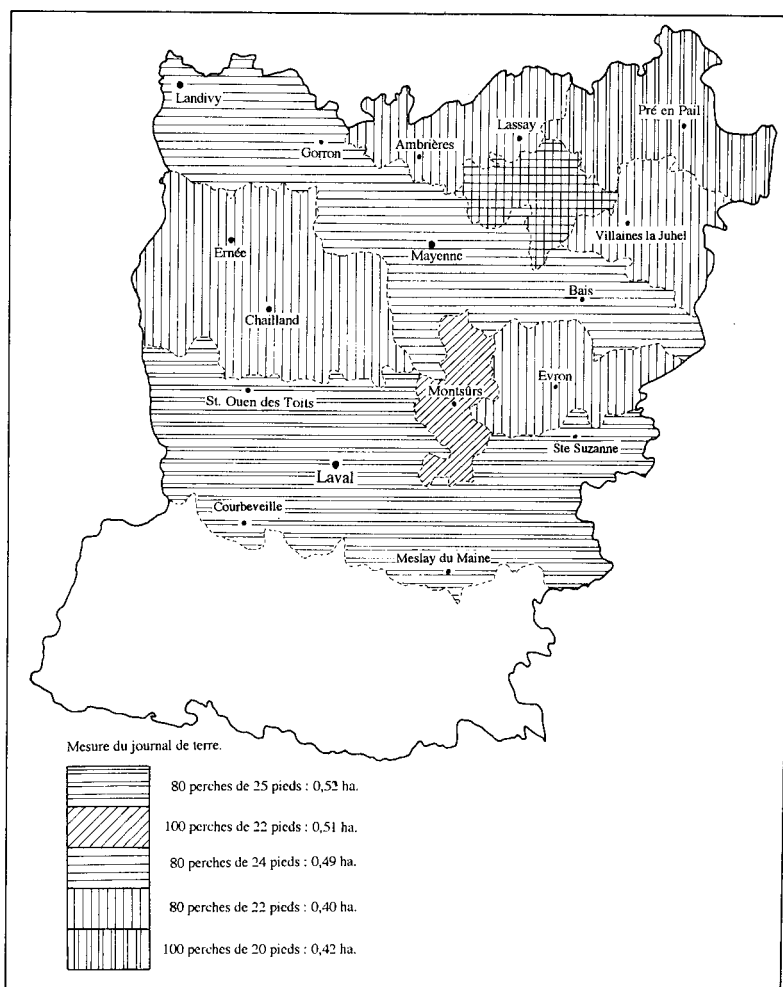 Landivy
Pré en Pail
Lassay
Gorron
Ambrières
Villaines la Juhel
Ernée
Mayenne
Bais
Chailland
Evron
St. Ouen des Toits
Montsûrs
Ste Suzanne
Laval
Courbeveille
Meslay du Maine
Mesure du journal de terre.
80 perches de 25 pieds : 0,52 ha.
100 perches de 22 pieds : 0,51 ha.
80 perches de 24 pieds : 0,49 ha.
80 perches de 22 pieds : 0,40 ha.
100 perches de 20 pieds : 0,42 ha.